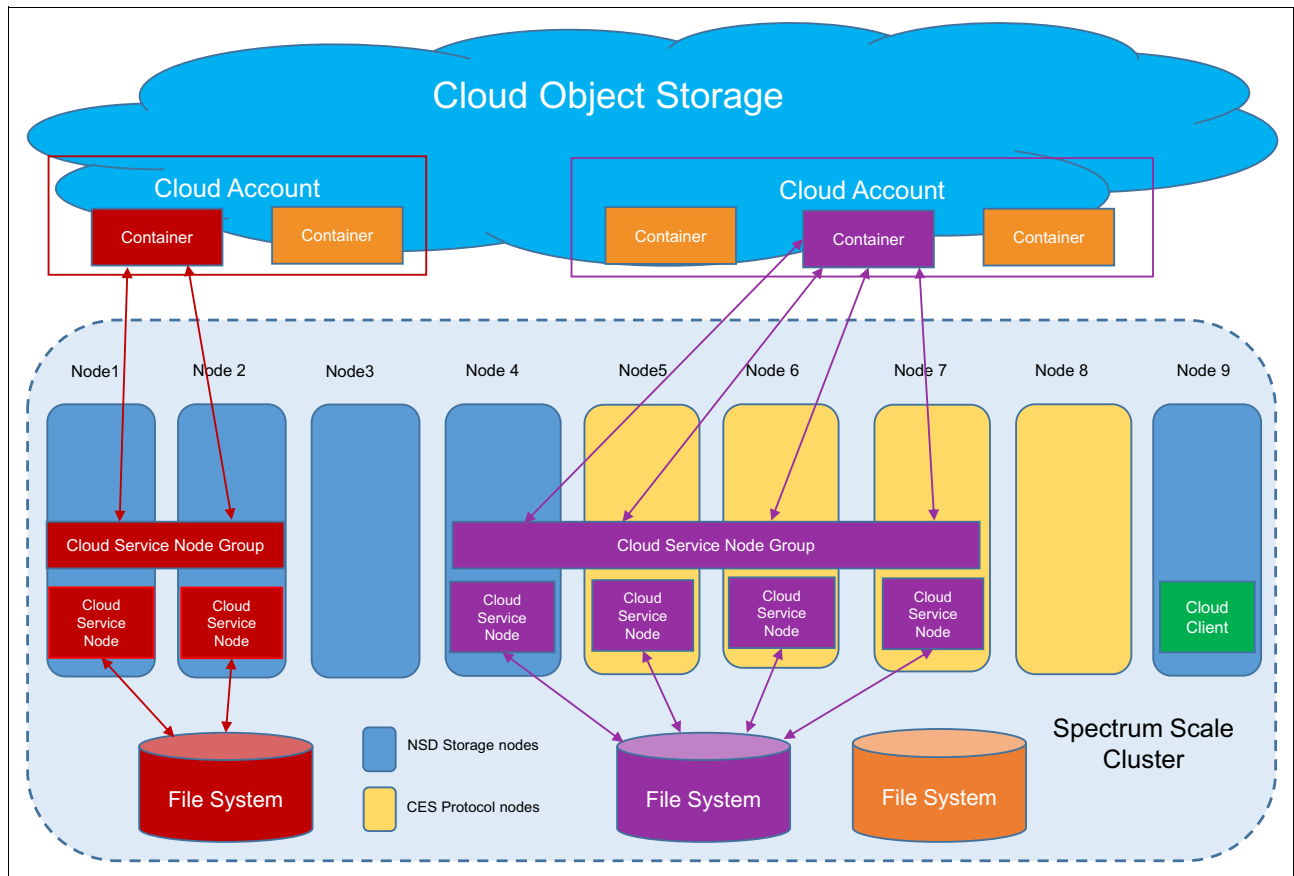 Cloud Object Storage
Cloud Account
Cloud Account
Container
Container
Container
Container
Container
Node1
Node 2
Node3
Node 4
Node5
Node 6
Node 7
Node 8
Node 9
Cloud Service Node Group
Cloud Service Node Group
Cloud
Service
Node
Cloud
Service
Node
Cloud
Service
Node
Cloud
Service
Node
Cloud
Service
Node
Cloud
Service
Node
Cloud
Client
NSD Storage nodes
CES Protocol nodes
Spectrum Scale
Cluster
File System
File System
File System